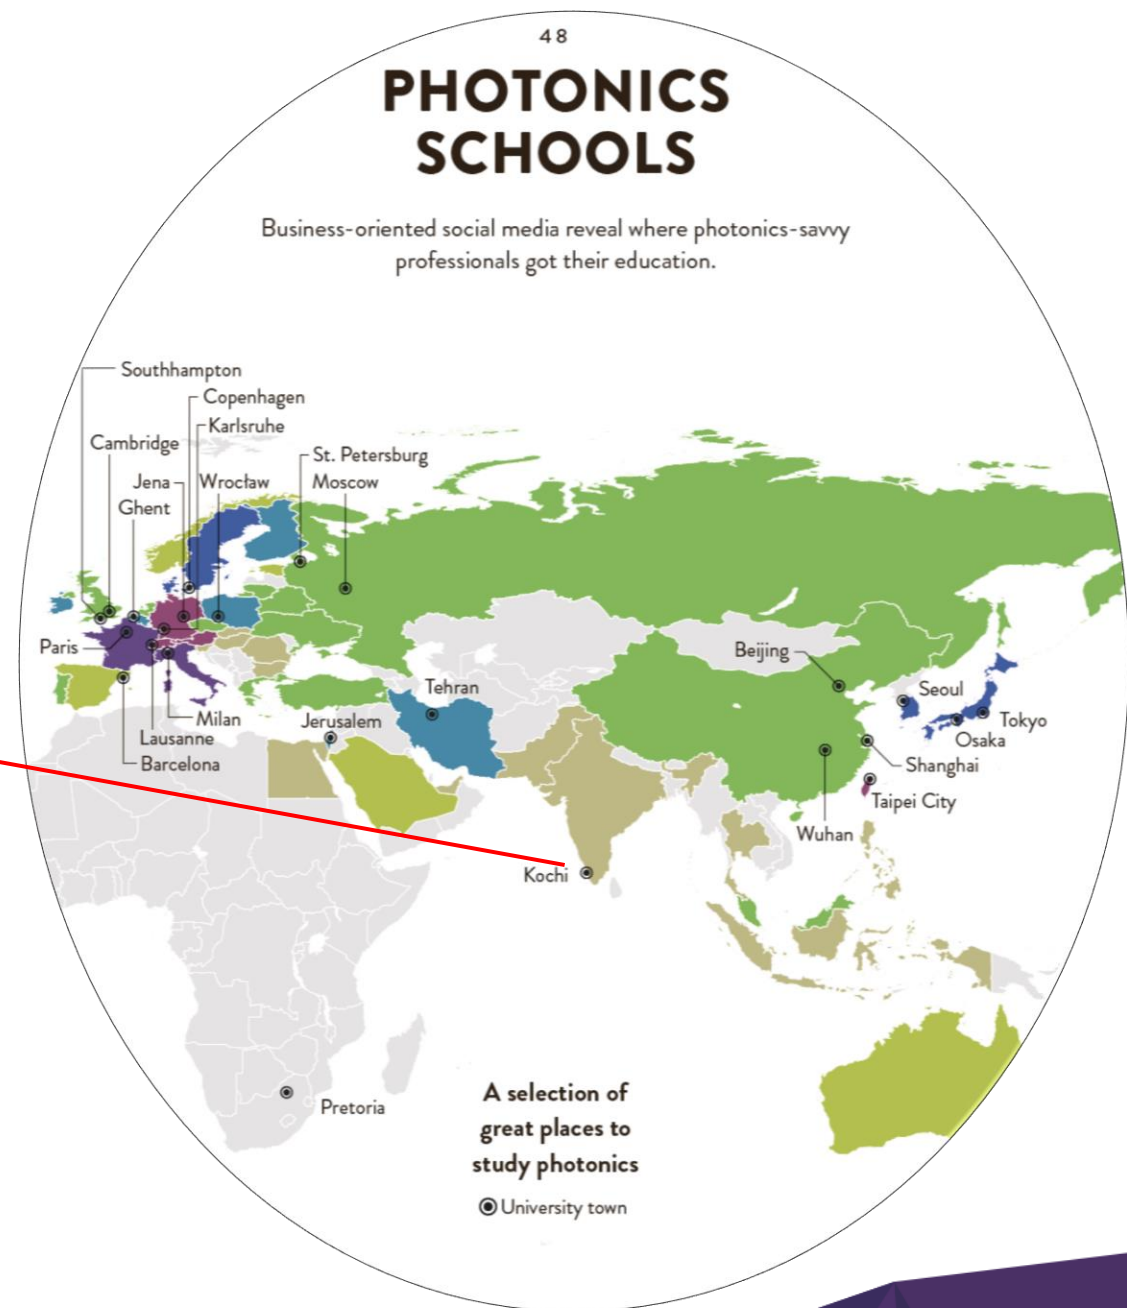 48
PHOTONICS
SCHOOLS
Business-oriented social media reveal where photonics-savvy
professionals got their education.
Southhampton
Copenhagen
Karlsruhe
Cambridge
St. Petersburg
Jena
Wrocław
Moscow
Ghent
Paris
Beijing
Tehran
Seoul
Milan
Jerusalem
Tokyo
Lausanne
Osaka
Barcelona
Shanghai
Taipei City
Wuhan
Kochi
Pretoria
A selection of
great places to
study photonics
University town